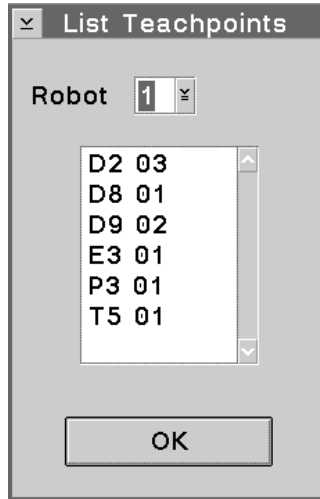 List Teachpoints
Robot 1
D2 03
D8 01
D9 02
E3 01
P3 01
T5 01
OK